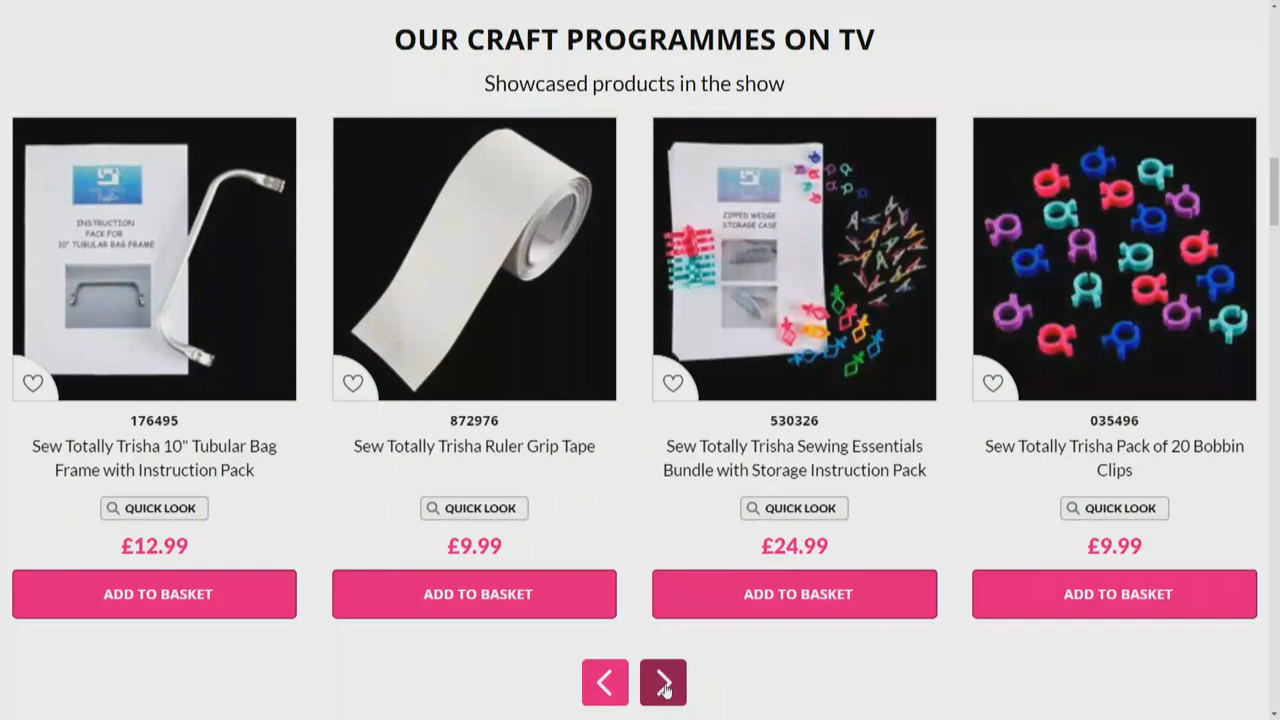 OUR CRAFT PROGRAMMES ON TV
Showcased products in the show
INSTRUCTION
PACK FOR
10" TUBULAR BAG FRAME
ZIPPED WEDGE
STORAGE CASE
176495
Sew Totally Trisha 10" Tubular Bag
Frame with Instruction Pack
QUICK LOOK
£12.99
ADD TO BASKET
872976
Sew Totally Trisha Ruler Grip Tape
QUICK LOOK
£9.99
ADD TO BASKET
530326
Sew Totally Trisha Sewing Essentials
Bundle with Storage Instruction Pack
QUICK LOOK
£24.99
ADD TO BASKET
035496
Sew Totally Trisha Pack of 20 Bobbin
Clips
QUICK LOOK
£9.99
ADD TO BASKET